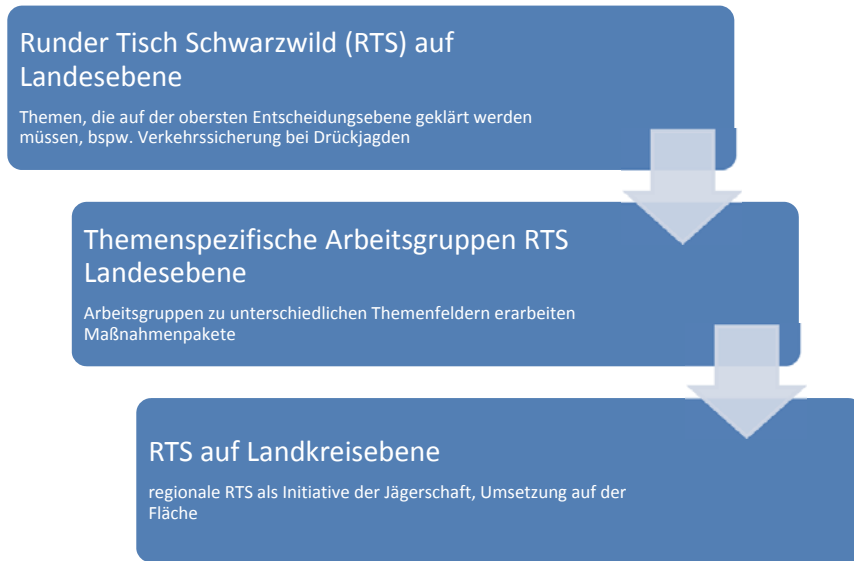 Runder Tisch Schwarzwild (RTS) auf
Landesebene
Themen, die auf der obersten Entscheidungsebene geklärt werden
müssen, bspw. Verkehrssicherung bei Drückjagden
Themenspezifische Arbeitsgruppen RTS
Landesebene
Arbeitsgruppen zu unterschiedlichen Themenfeldern erarbeiten
Maßnahmenpakete
RTS auf Landkreisebene
regionale RTS als Initiative der Jägerschaft, Umsetzung auf der
Fläche